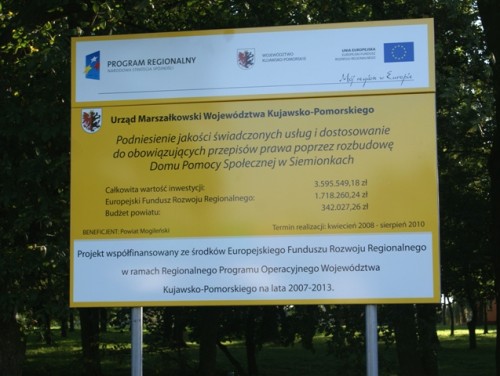 PROGRAM REGIONALNY
NARODOWA STRATEGIA SPÓJNOŚCI
WOJEWÓDZTWO
KUJAWSKO-POMORSKIE
UNIA EUROPEJSKA
EUROPEJSKI FUNDUSZ
ROZWOJU REGIONALNEGO
Mój region w Europie
Urząd Marszałkowski Województwa Kujawsko-Pomorskiego
Podniesienie jakości świadczonych usług i dostosowanie
do obowiązujących przepisów prawa poprzez rozbudowę
Domu Pomocy Społecznej w Siemionkach
Całkowita wartość inwestycji: 3.595.549,18 zł
Europejski Fundusz Rozwoju Regionalnego: 1.718.260,24 zł
Budżet powiatu: 342.027,26 zł
BENEFICJENT: Powiat Mogileński Termin realizacji: kwiecień 2008 - sierpień 2010
Projekt współfinansowany ze środków Europejskiego Funduszu Rozwoju Regionalnego
w ramach Regionalnego Programu Operacyjnego Województwa
Kujawsko-Pomorskiego na lata 2007-2013.